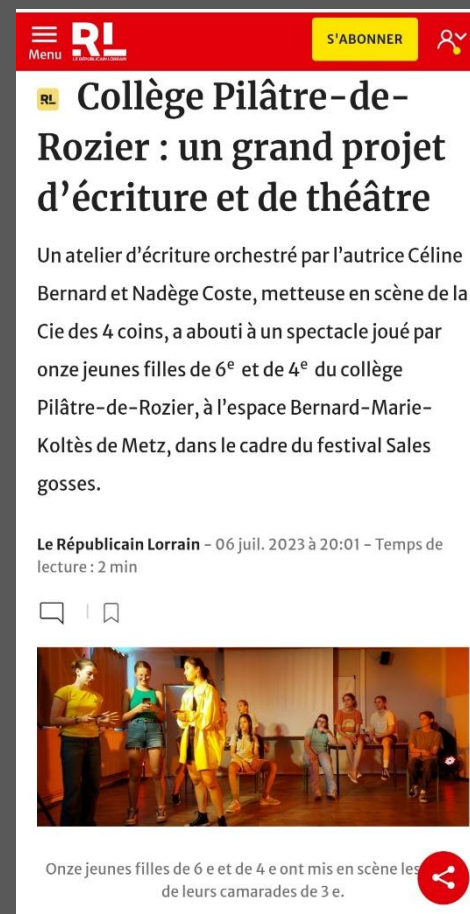 Menu
RL
LE RÉPUBLICAIN LORRAIN
S'ABONNER
RL Collège Pilâtre-de-
Rozier : un grand projet
d'écriture et de théâtre
Un atelier d'écriture orchestré par l'autrice Céline
Bernard et Nadège Coste, metteuse en scène de la
Cie des 4 coins, a abouti à un spectacle joué par
onze jeunes filles de 6e et de 4e du collège
Pilâtre-de-Rozier, à l'espace Bernard-Marie-
Koltès de Metz, dans le cadre du festival Sales
gosses.
Le Républicain Lorrain – 06 juil. 2023 à 20:01 – Temps de
lecture : 2 min
Onze jeunes filles de 6 e et de 4 e ont mis en scène les
de leurs camarades de 3 e.